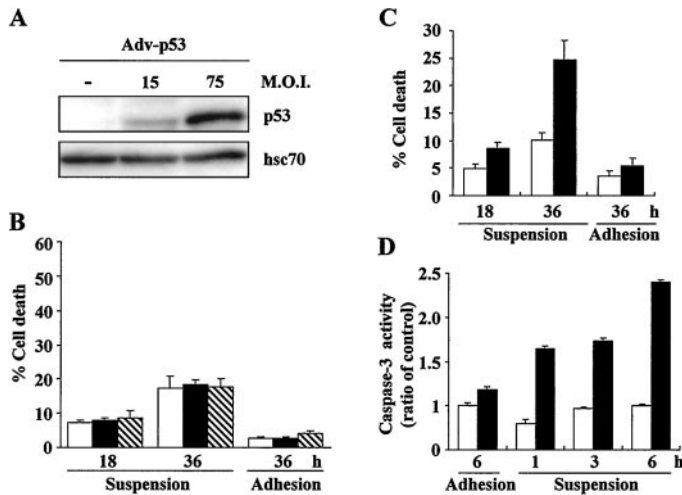 A
Adv-p53
- 15 75 M.O.I.
p53
hsc70
B
% Cell death
60
50
40
30
20
10
0
18 36 36 h
Suspension Adhesion
C
% Cell death
30
25
20
15
10
5
0
18 36 36 h
Suspension Adhesion
D
Caspase-3 activity
(ratio of control)
2.5
2.0
1.5
1
0
6 1 3 6 h
Adhesion Suspension